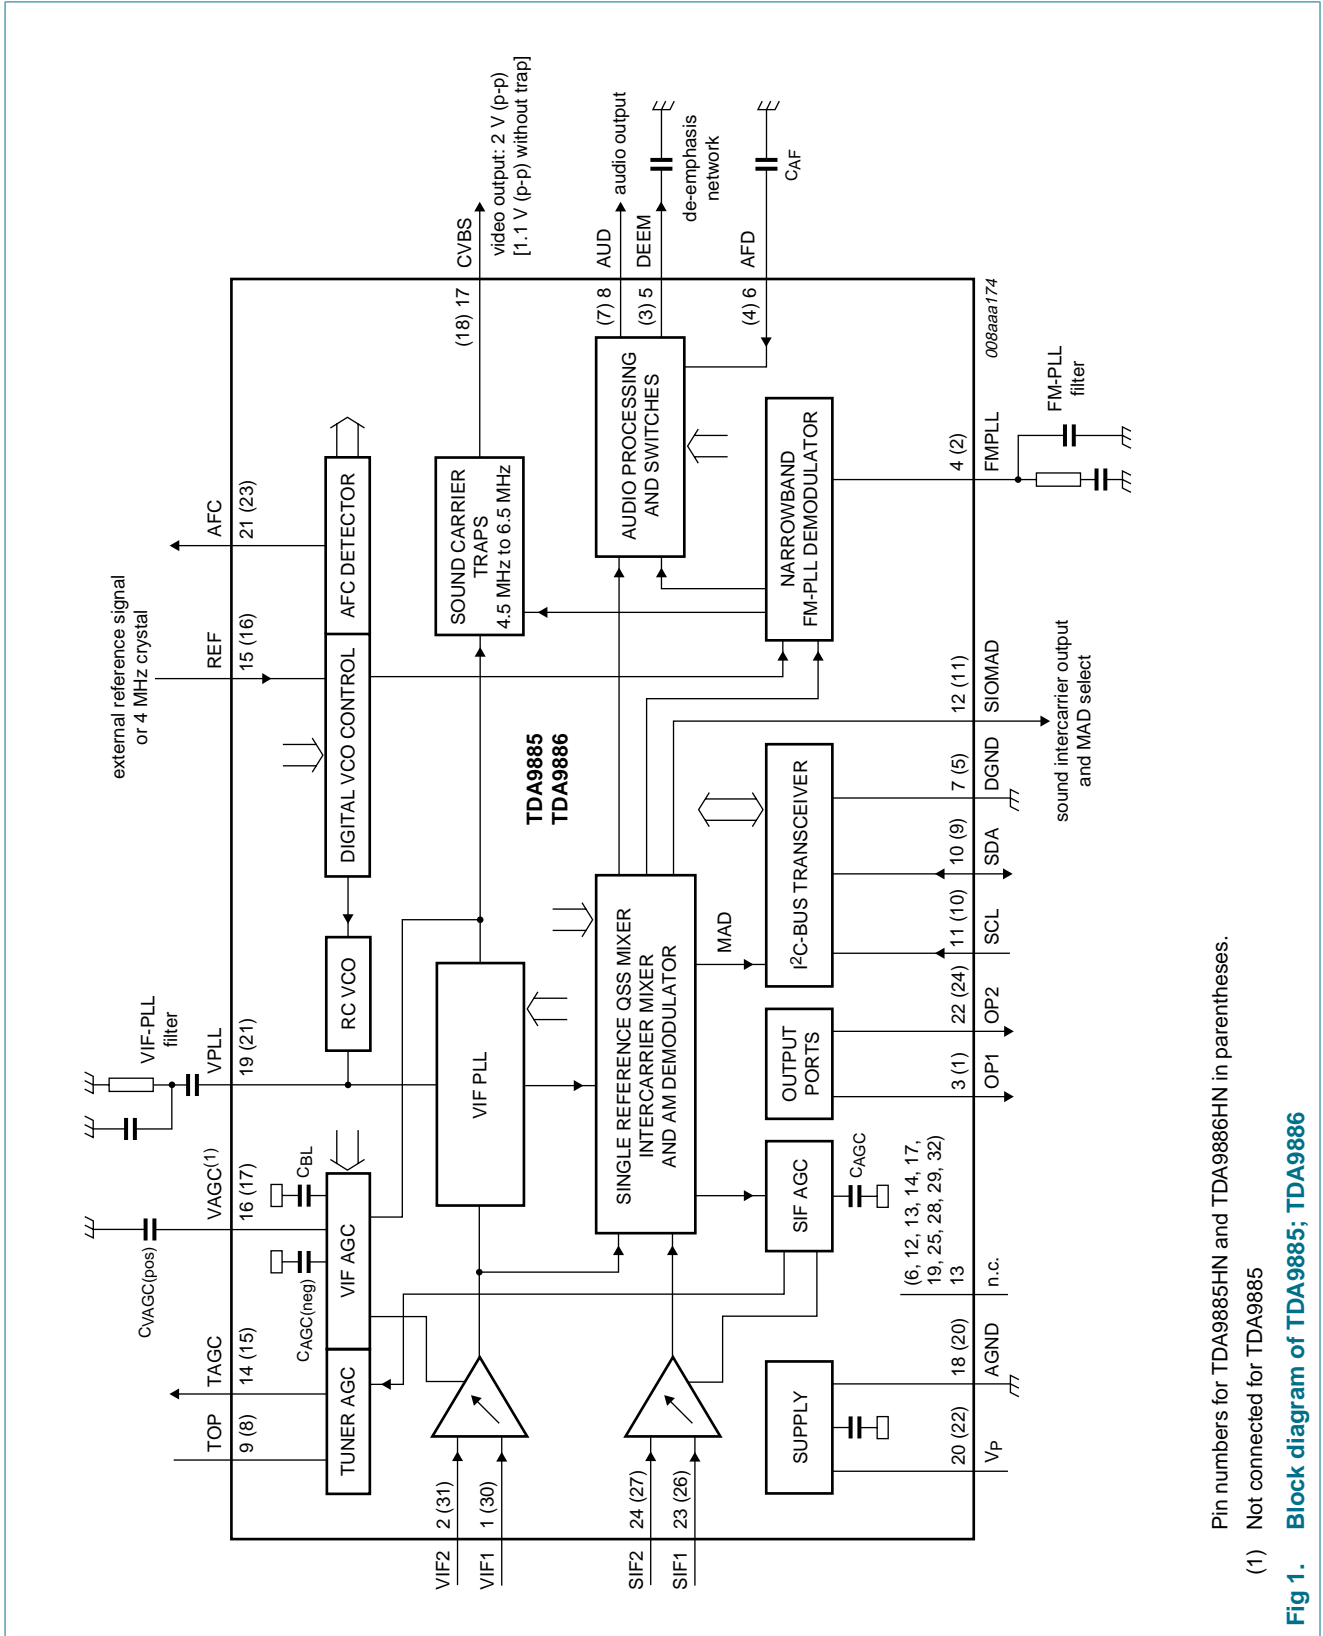 external reference signal
or 4 MHz crystal
VIF-PLL
filter
CVAGC(pos)
TOP
TAGC
VAGC(1)
VPLL
REF
AFC
9 (8)
14 (15)
16 (17)
19 (21)
15 (16)
21 (23)
CAGC(neg)
CBL
TUNER AGC
VIF AGC
RC VCO
DIGITAL VCO CONTROL
AFC DETECTOR
VIF2
2 (31)
VIF1
1 (30)
VIF PLL
SOUND CARRIER
TRAPS
4.5 MHz to 6.5 MHz
(18) 17
CVBS
video output: 2 V (p-p)
[1.1 V (p-p) without trap]
TDA9885
TDA9886
SIF2
24 (27)
SIF1
23 (26)
SINGLE REFERENCE QSS MIXER
INTERCARRIER MIXER
AND AM DEMODULATOR
AUDIO PROCESSING
AND SWITCHES
(7) 8
AUD
audio output
(3) 5
DEEM
de-emphasis
network
(4) 6
AFD
CAF
MAD
SUPPLY
SIF AGC
CAGC
OUTPUT
PORTS
I2C-BUS TRANSCEIVER
NARROWBAND
FM-PLL DEMODULATOR
(6, 12, 13, 14, 17,
19, 25, 28, 29, 32)
13
20 (22)
18 (20)
3 (1)
22 (24)
11 (10)
10 (9)
7 (5)
12 (11)
4 (2)
VP
AGND
n.c.
OP1
OP2
SCL
SDA
DGND
SIOMAD
FMPLL
008aaa174
sound intercarrier output
and MAD select
FM-PLL
filter
Pin numbers for TDA9885HN and TDA9886HN in parentheses.
(1) Not connected for TDA9885
Fig 1. Block diagram of TDA9885; TDA9886